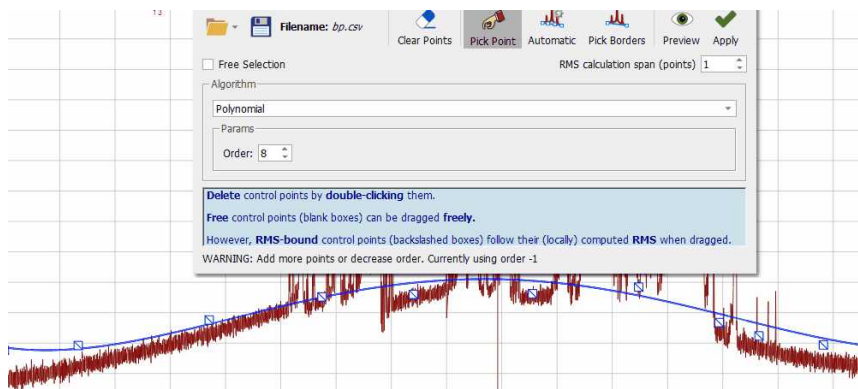 13
Filename: bp.csv
Clear Points Pick Point Automatic Pick Borders Preview Apply
Free Selection RMS calculation span (points) 1
Algorithm
Polynomial
Params
Order: 8
Delete control points by double-clicking them.
Free control points (blank boxes) can be dragged freely.
However, RMS-bound control points (backslashed boxes) follow their (locally) computed RMS when dragged.
WARNING: Add more points or decrease order. Currently using order -1